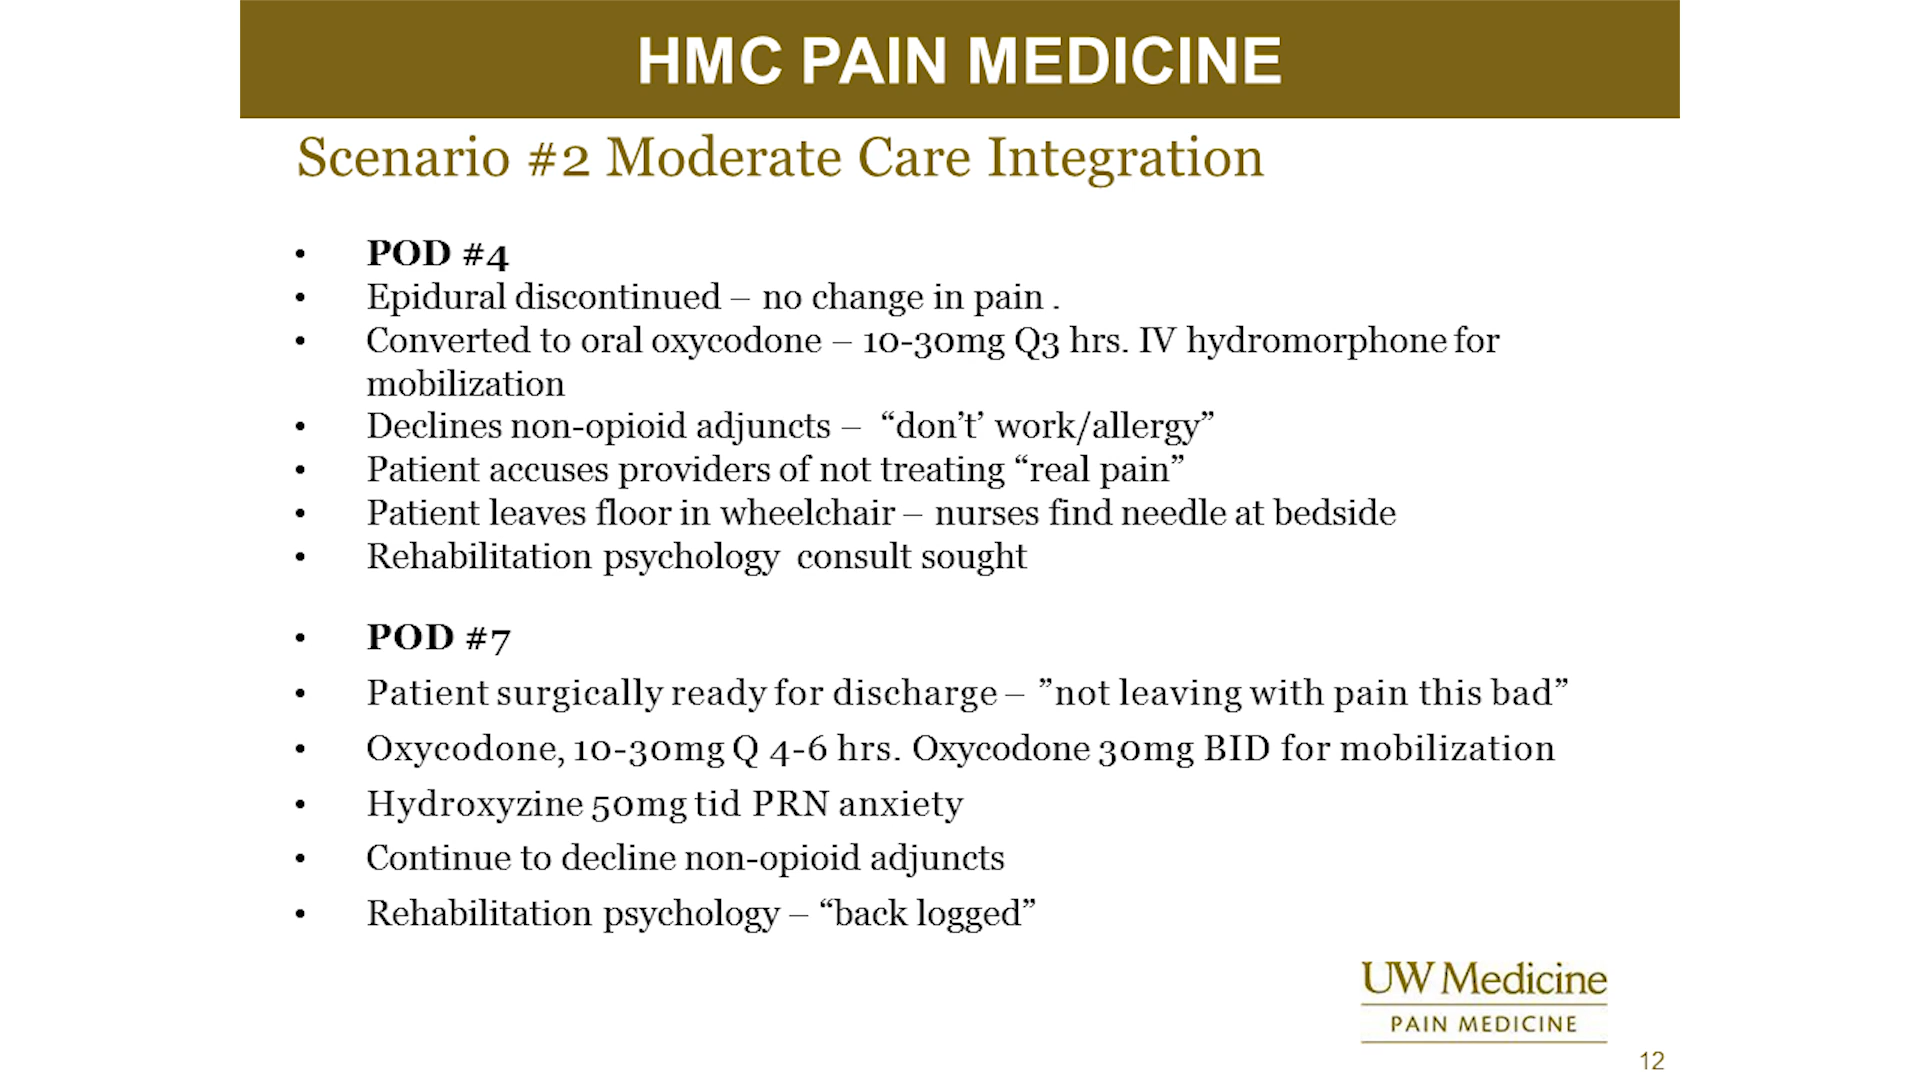 HMC PAIN MEDICINE
Scenario #2 Moderate Care Integration
• POD #4
• Epidural discontinued – no change in pain .
• Converted to oral oxycodone – 10-30mg Q3 hrs. IV hydromorphone for
mobilization
• Declines non-opioid adjuncts – “don’t’ work/allergy”
• Patient accuses providers of not treating “real pain”
• Patient leaves floor in wheelchair – nurses find needle at bedside
• Rehabilitation psychology consult sought
• POD #7
• Patient surgically ready for discharge – ”not leaving with pain this bad”
• Oxycodone, 10-30mg Q 4-6 hrs. Oxycodone 30mg BID for mobilization
• Hydroxyzine 50mg tid PRN anxiety
• Continue to decline non-opioid adjuncts
• Rehabilitation psychology – “back logged”
UW Medicine
PAIN MEDICINE
12